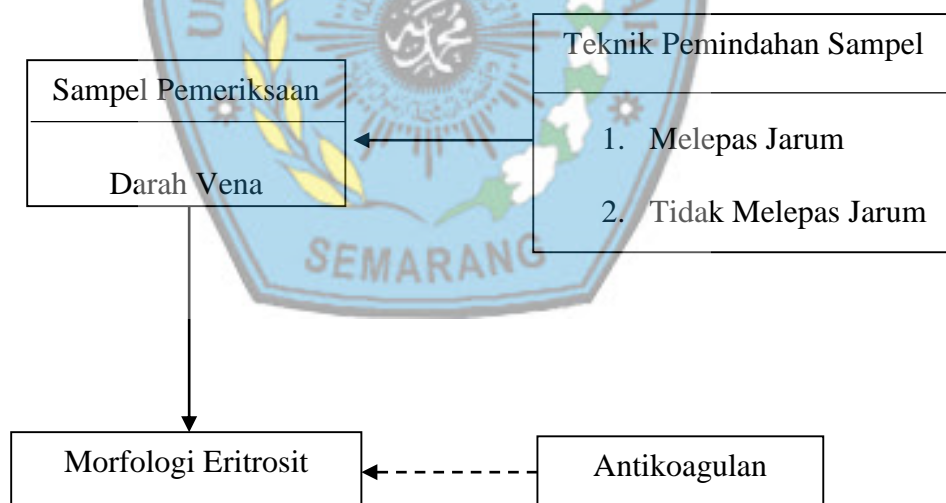 Teknik Pemindahan Sampel
Sampel Pemeriksaan
1. Melepas Jarum
Darah Vena
2. Tidak Melepas Jarum
SEMARANG
Morfologi Eritrosit
Antikoagulan